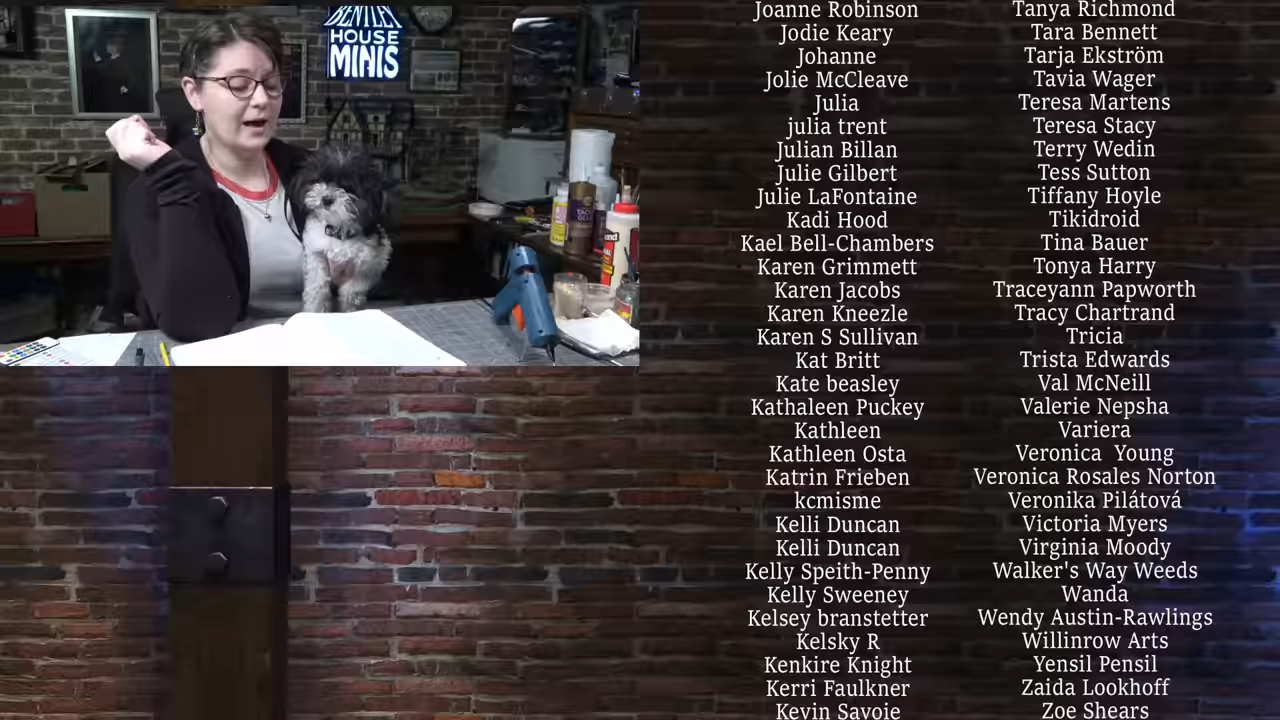 BENTLEY
HOUSE
MINIS
TACKY
GLUE
Joanne Robinson
Jodie Keary
Johanne
Jolie McCleave
Julia
julia trent
Julian Billan
Julie Gilbert
Julie LaFontaine
Kadi Hood
Kael Bell-Chambers
Karen Grimmett
Karen Jacobs
Karen Kneezle
Karen S Sullivan
Kat Britt
Kate beasley
Kathaleen Puckey
Kathleen
Kathleen Osta
Katrin Frieben
kcmisme
Kelli Duncan
Kelli Duncan
Kelly Speith-Penny
Kelly Sweeney
Kelsey branstetter
Kelsky R
Kenkire Knight
Kerri Faulkner
Kevin Savoie
Tanya Richmond
Tara Bennett
Tarja Ekström
Tavia Wager
Teresa Martens
Teresa Stacy
Terry Wedin
Tess Sutton
Tiffany Hoyle
Tikidroid
Tina Bauer
Tonya Harry
Traceyann Papworth
Tracy Chartrand
Tricia
Trista Edwards
Val McNeill
Valerie Nepsha
Variera
Veronica  Young
Veronica Rosales Norton
Veronika Pilátová
Victoria Myers
Virginia Moody
Walker's Way Weeds
Wanda
Wendy Austin-Rawlings
Willinrow Arts
Yensil Pensil
Zaida Lookhoff
Zoe Shears